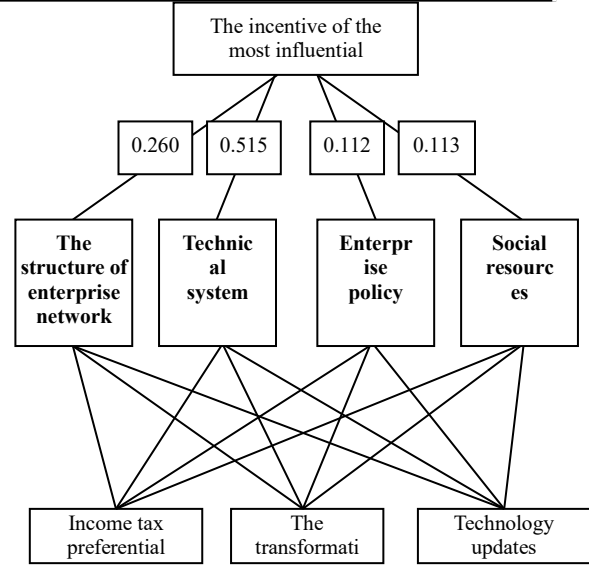 The incentive of the
most influential
0.260
0.515
0.112
0.113
The
structure of
enterprise
network
Technic
al
system
Enterpr
ise
policy
Social
resourc
es
Income tax
preferential
The
transformati
Technology
updates